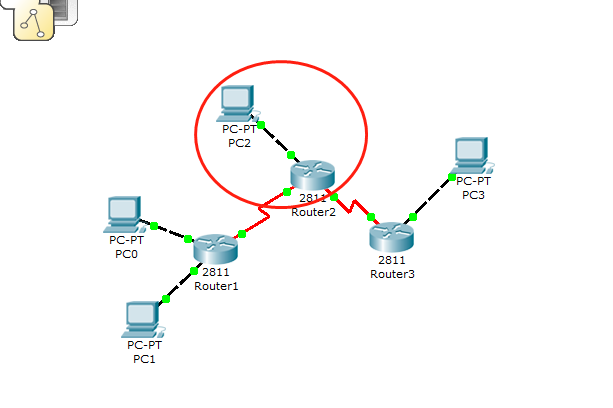 PC-PT
PC2
2811
Router2
PC-PT
PC3
PC-PT
PC0
2811
Router1
2811
Router3
PC-PT
PC1